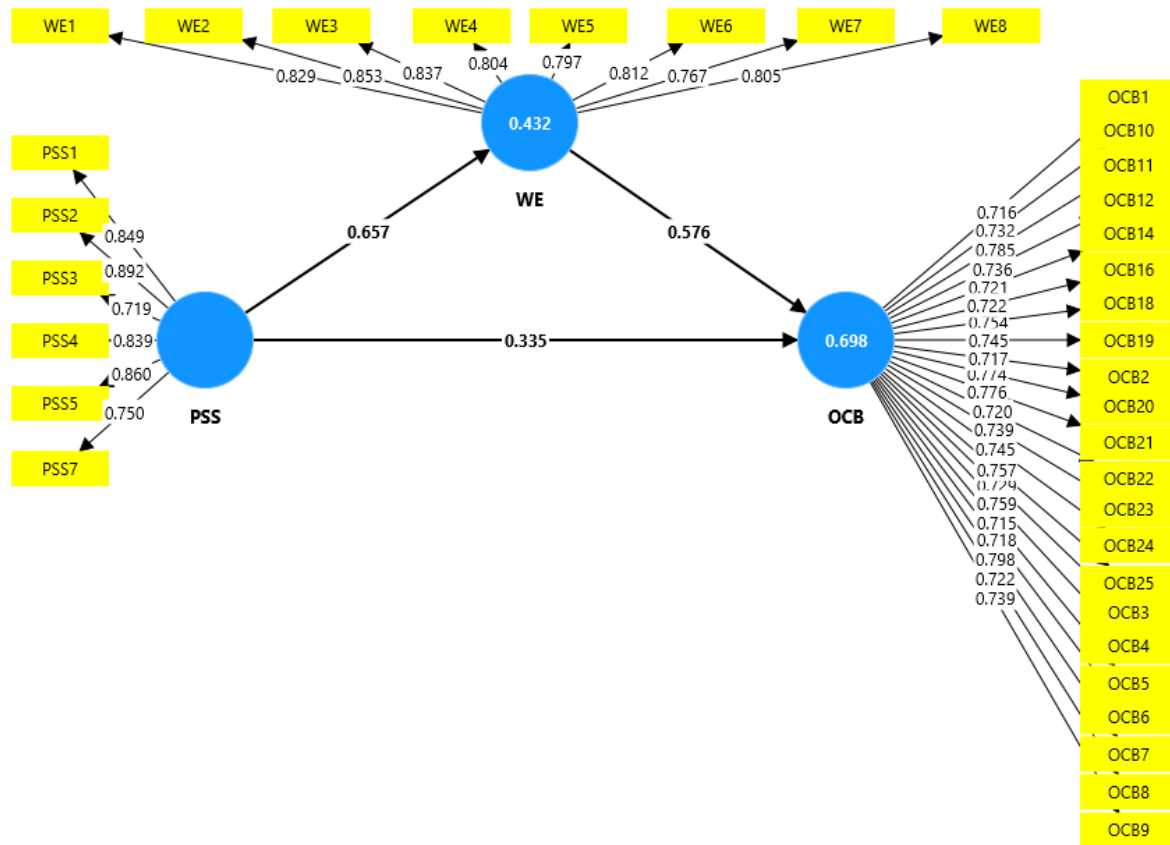 WE1 WE2 WE3 WE4 WE5 WE6 WE7 WE8
0.829 0.853 0.837 0.804 0.797 0.812 0.767 0.805
0.432
WE
PSS1
PSS2
PSS3
PSS4
PSS5
PSS7
0.849
0.892
0.719
0.839
0.860
0.750
PSS
0.657
0.576
0.335
0.698
OCB
0.716
0.732
0.785
0.736
0.721
0.722
0.754
0.745
0.717
0.774
0.776
0.720
0.739
0.745
0.757
0.729
0.759
0.715
0.718
0.798
0.722
0.739
OCB1
OCB10
OCB11
OCB12
OCB14
OCB16
OCB18
OCB19
OCB2
OCB20
OCB21
OCB22
OCB23
OCB24
OCB25
OCB3
OCB4
OCB5
OCB6
OCB7
OCB8
OCB9